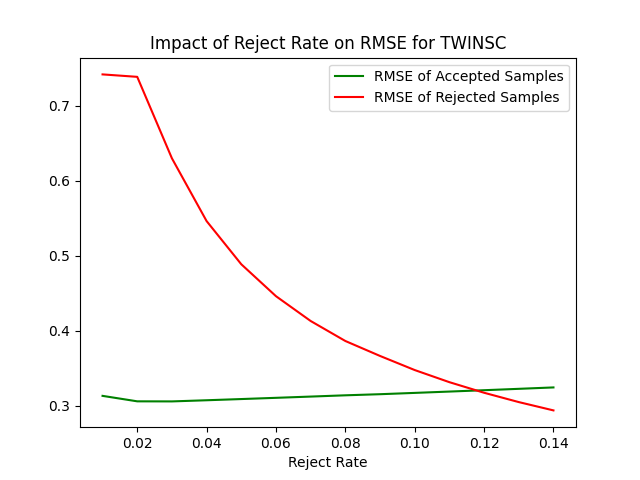 Impact of Reject Rate on RMSE for TWINSC
RMSE of Accepted Samples
RMSE of Rejected Samples
0.7
0.6
0.5
0.4
0.3
0.02 0.04 0.06 0.08 0.10 0.12 0.14
Reject Rate